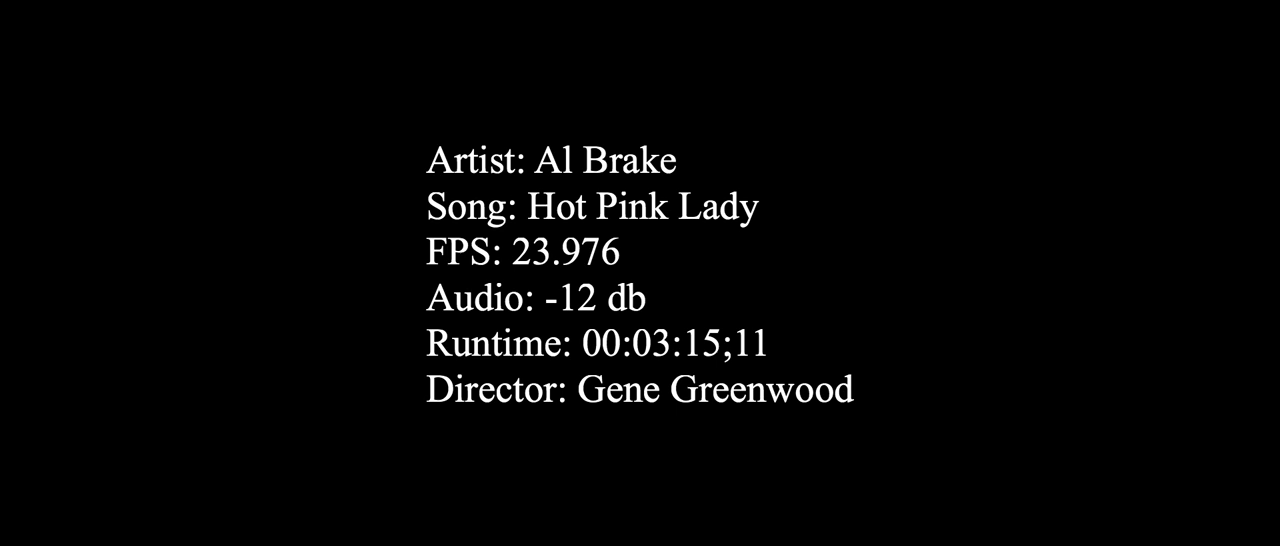 Artist: Al Brake
Song: Hot Pink Lady
FPS: 23.976
Audio: -12 db
Runtime: 00:03:15;11
Director: Gene Greenwood